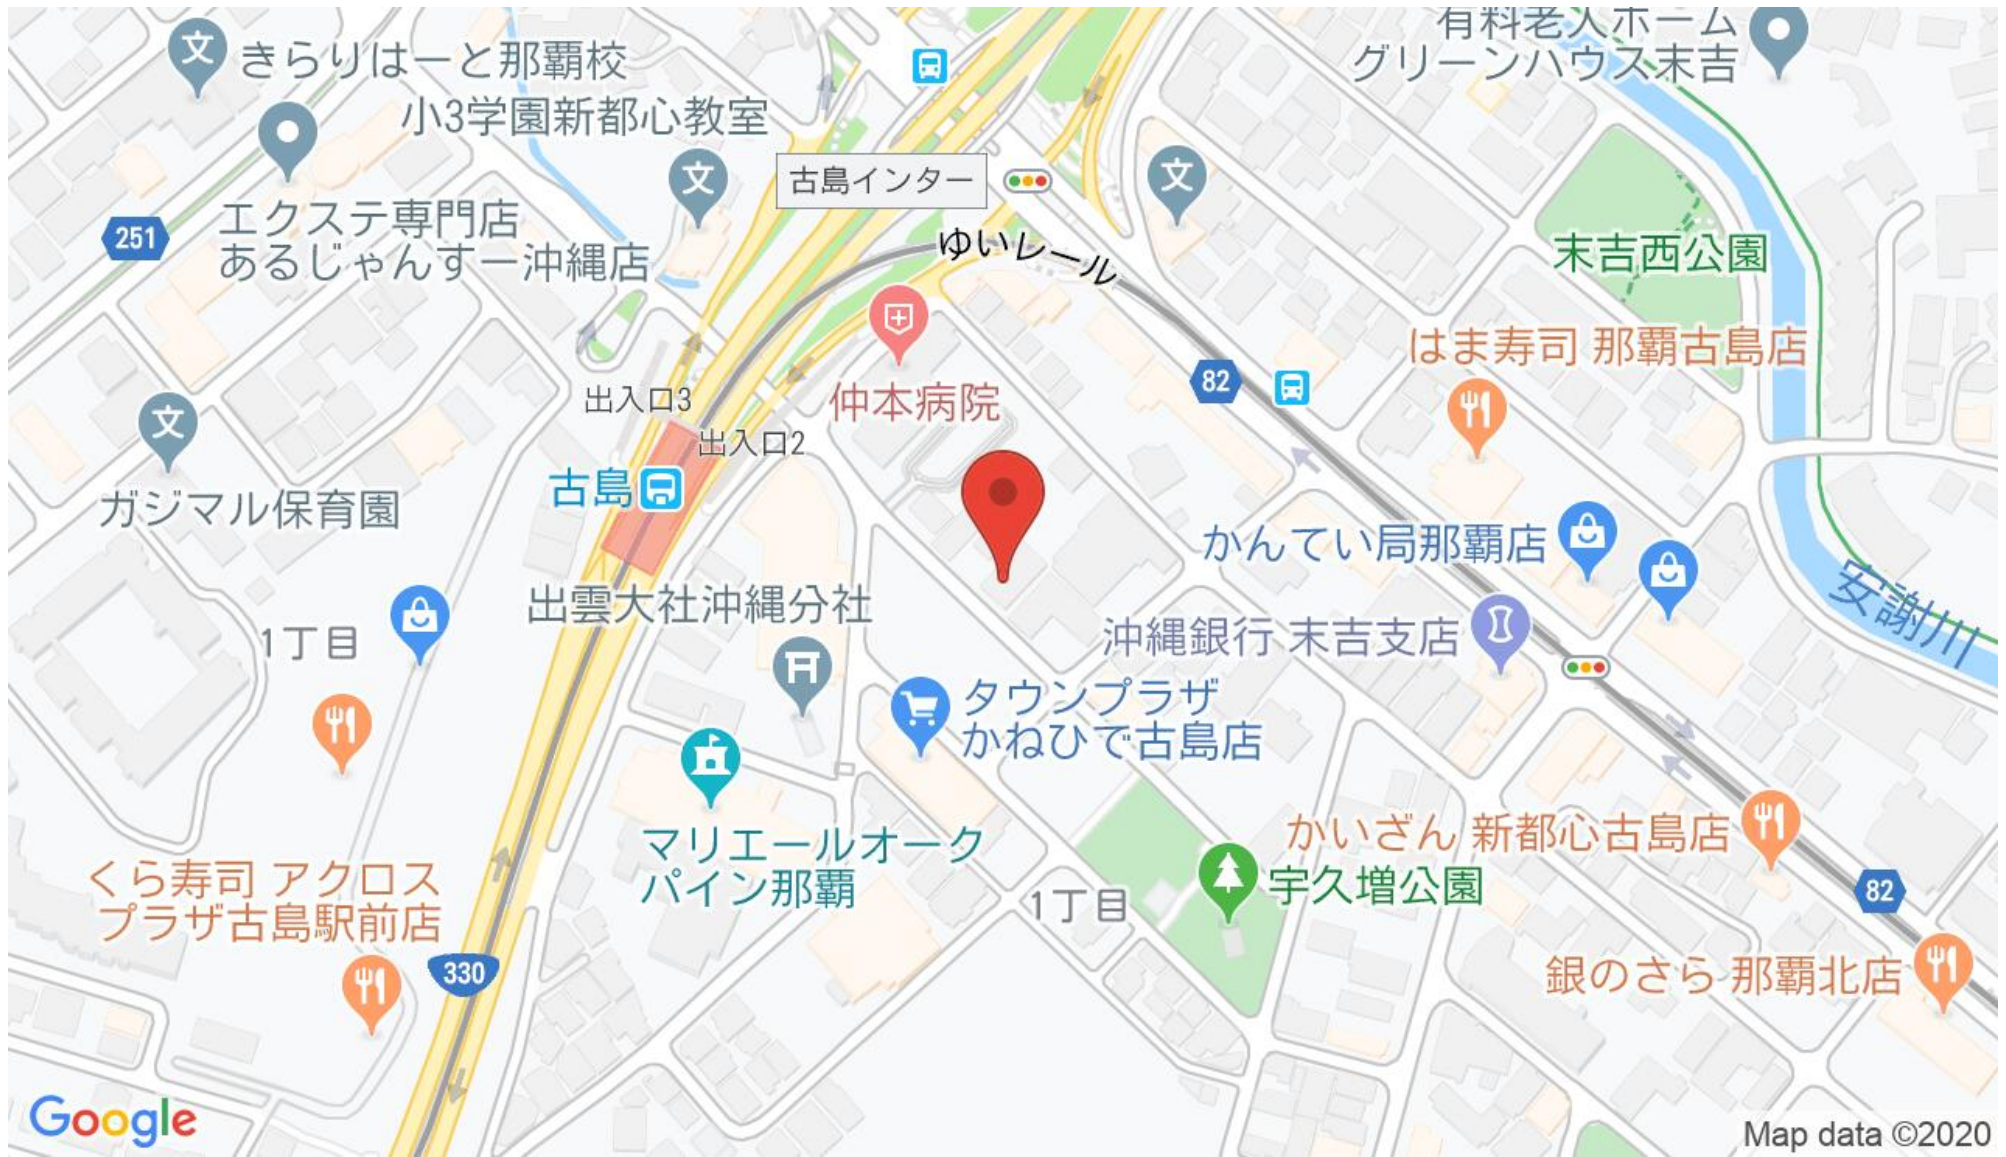 有料老人ホーム
グリーンハウス末吉
きらりはーと那覇校
小3学園新都心教室
古島インター
251
エクステ専門店
あるじゃんすー沖縄店
ゆいレール
末吉西公園
はま寿司 那覇古島店
82
出入口3
仲本病院
出入口2
古島
ガジマル保育園
かんてい局那覇店
安謝川
出雲大社沖縄分社
1丁目
沖縄銀行 末吉支店
タウンプラザ
かねひで古島店
マリエールオーク
パイン那覇
かいざん 新都心古島店
宇久増公園
1丁目
82
くら寿司 アクロス
プラザ古島駅前店
330
銀のさら 那覇北店
Google
Map data ©2020
文
文
文
文